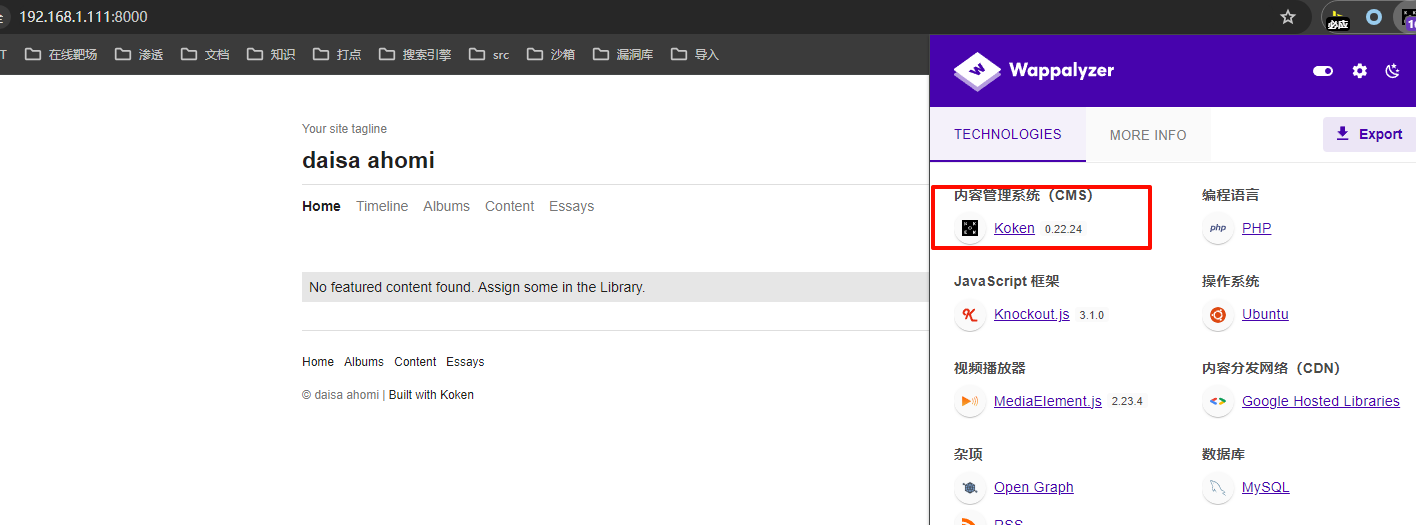 192.168.1.111:8000
必应
在线靶场 渗透 文档 知识 打点 搜索引擎 src 沙箱 漏洞库 导入
Wappalyzer
TECHNOLOGIES MORE INFO Export
Your site tagline
daisa ahomi
Home Timeline Albums Content Essays
No featured content found. Assign some in the Library.
Home Albums Content Essays
© daisa ahomi | Built with Koken
内容管理系统（CMS）
Koken 0.22.24
JavaScript 框架
Knockout.js 3.1.0
视频播放器
MediaElement.js 2.23.4
杂项
Open Graph
RSS
编程语言
php PHP
操作系统
Ubuntu
内容分发网络（CDN）
Google Hosted Libraries
数据库
MySQL